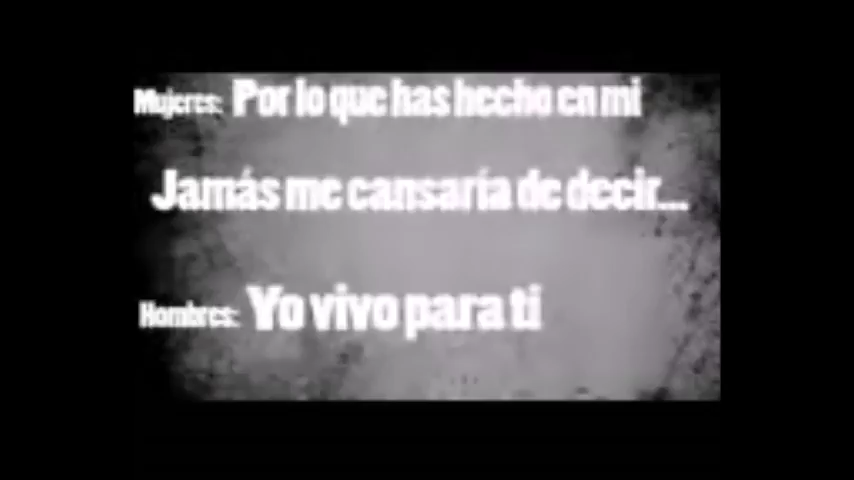 Mujeres: Por lo que has hecho en mi
Jamás me cansaría de decir...
Hombres: Yo vivo para ti